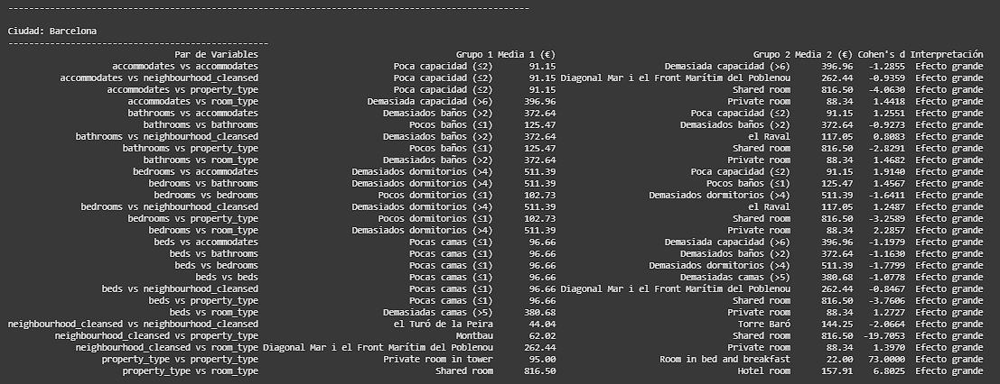 --------------------------------------------------------------------------------------------------
Ciudad: Barcelona
--------------------------------------------------
Par de Variables Grupo 1 Media 1 (€) Grupo 2 Media 2 (€) Cohen's d Interpretación
accommodates vs accommodates Poca capacidad (≤2) 91.15 Demasiada capacidad (>6) 396.96 -1.2855 Efecto grande
accommodates vs neighbourhood_cleansed Poca capacidad (≤2) 91.15 Diagonal Mar i el Front Marítim del Poblenou 262.44 -0.9359 Efecto grande
accommodates vs property_type Poca capacidad (≤2) 91.15 Shared room 816.50 -4.0630 Efecto grande
accommodates vs room_type Demasiada capacidad (>6) 396.96 Private room 88.34 1.4418 Efecto grande
bathrooms vs accommodates Demasiados baños (>2) 372.64 Poca capacidad (≤2) 91.15 1.2551 Efecto grande
bathrooms vs bathrooms Pocos baños (≤1) 125.47 Demasiados baños (>2) 372.64 -0.9273 Efecto grande
bathrooms vs neighbourhood_cleansed Demasiados baños (>2) 372.64 el Raval 117.05 0.8083 Efecto grande
bathrooms vs property_type Pocos baños (≤1) 125.47 Shared room 816.50 -2.8291 Efecto grande
bathrooms vs room_type Demasiados baños (>2) 372.64 Private room 88.34 1.4682 Efecto grande
bedrooms vs accommodates Demasiados dormitorios (>4) 511.39 Poca capacidad (≤2) 91.15 1.9140 Efecto grande
bedrooms vs bathrooms Demasiados dormitorios (>4) 511.39 Pocos baños (≤1) 125.47 1.4567 Efecto grande
bedrooms vs bedrooms Pocos dormitorios (≤1) 102.73 Demasiados dormitorios (>4) 511.39 -1.6411 Efecto grande
bedrooms vs neighbourhood_cleansed Demasiados dormitorios (>4) 511.39 el Raval 117.05 1.2487 Efecto grande
bedrooms vs property_type Pocos dormitorios (≤1) 102.73 Shared room 816.50 -3.2589 Efecto grande
bedrooms vs room_type Demasiados dormitorios (>4) 511.39 Private room 88.34 2.2857 Efecto grande
beds vs accommodates Pocas camas (≤1) 96.66 Demasiada capacidad (>6) 396.96 -1.1979 Efecto grande
beds vs bathrooms Pocas camas (≤1) 96.66 Demasiados baños (>2) 372.64 -1.1630 Efecto grande
beds vs bedrooms Pocas camas (≤1) 96.66 Demasiados dormitorios (>4) 511.39 -1.7799 Efecto grande
beds vs beds Pocas camas (≤1) 96.66 Demasiadas camas (>5) 380.68 -1.0778 Efecto grande
beds vs neighbourhood_cleansed Pocas camas (≤1) 96.66 Diagonal Mar i el Front Marítim del Poblenou 262.44 -0.8467 Efecto grande
beds vs property_type Pocas camas (≤1) 96.66 Shared room 816.50 -3.7606 Efecto grande
beds vs room_type Demasiadas camas (>5) 380.68 Private room 88.34 1.2727 Efecto grande
neighbourhood_cleansed vs neighbourhood_cleansed el Turó de la Peira 44.04 Torre Baró 144.25 -2.0664 Efecto grande
neighbourhood_cleansed vs property_type Montbau 62.02 Shared room 816.50 -19.7053 Efecto grande
neighbourhood_cleansed vs room_type Diagonal Mar i el Front Marítim del Poblenou 262.44 Private room 88.34 1.3970 Efecto grande
property_type vs property_type Private room in tower 95.00 Room in bed and breakfast 22.00 73.0000 Efecto grande
property_type vs room_type Shared room 816.50 Hotel room 157.91 6.8025 Efecto grande